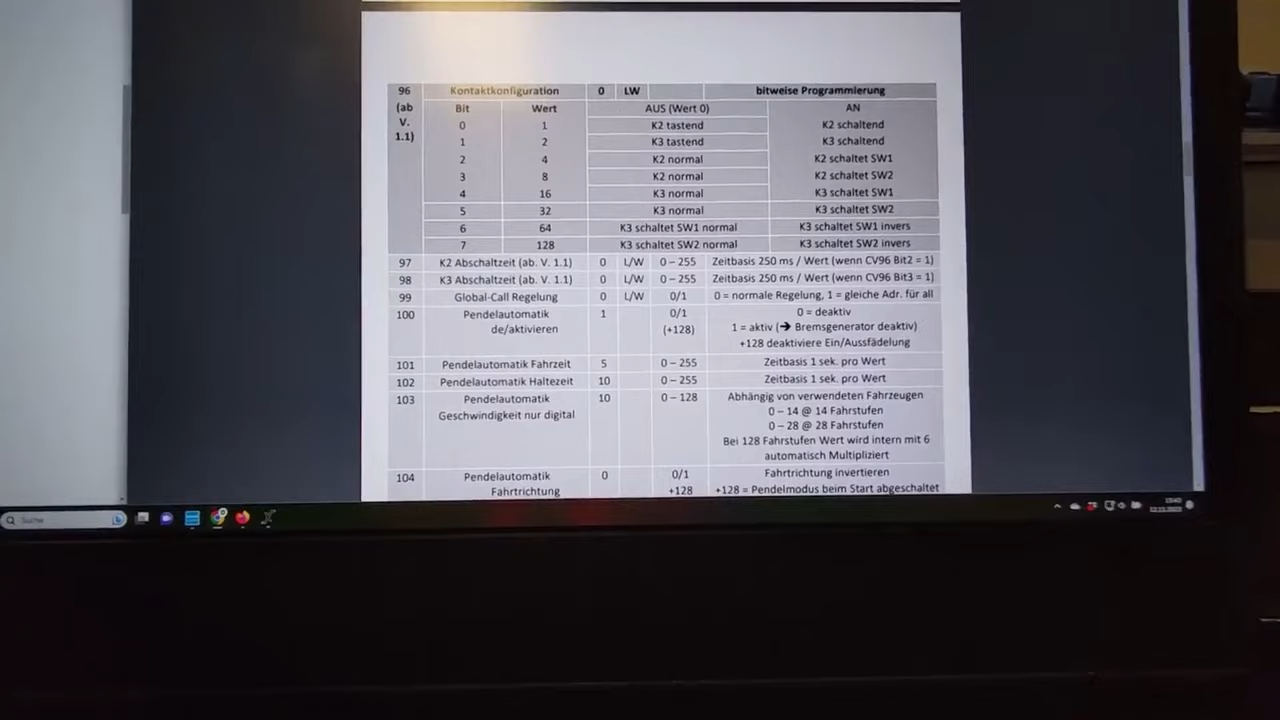 96 Kontaktkonfiguration 0 LW bitweise Programmierung
(ab Bit Wert AUS (Wert 0) AN
V. 0 1 K2 tastend K2 schaltend
1.1) 1 2 K3 tastend K3 schaltend
2 4 K2 normal K2 schaltet SW1
3 8 K2 normal K2 schaltet SW2
4 16 K3 normal K3 schaltet SW1
5 32 K3 normal K3 schaltet SW2
6 64 K3 schaltet SW1 normal K3 schaltet SW1 invers
7 128 K3 schaltet SW2 normal K3 schaltet SW2 invers
97 K2 Abschaltzeit (ab. V. 1.1) 0 L/W 0 – 255 Zeitbasis 250 ms / Wert (wenn CV96 Bit2 = 1)
98 K3 Abschaltzeit (ab. V. 1.1) 0 L/W 0 – 255 Zeitbasis 250 ms / Wert (wenn CV96 Bit3 = 1)
99 Global-Call Regelung 0 L/W 0/1 0 = normale Regelung, 1 = gleiche Adr. für all
100 Pendelautomatik 1 0/1 0 = deaktiv
de/aktivieren (+128) 1 = aktiv (➔ Bremsgenerator deaktiv)
+128 deaktiviere Ein/Aussfädelung
101 Pendelautomatik Fahrzeit 5 0 – 255 Zeitbasis 1 sek. pro Wert
102 Pendelautomatik Haltezeit 10 0 – 255 Zeitbasis 1 sek. pro Wert
103 Pendelautomatik 10 0 – 128 Abhängig von verwendeten Fahrzeugen
Geschwindigkeit nur digital 0 – 14 @ 14 Fahrstufen
0 – 28 @ 28 Fahrstufen
Bei 128 Fahrstufen Wert wird intern mit 6
automatisch Multipliziert
104 Pendelautomatik 0 0/1 Fahrtrichtung invertieren
Fahrtrichtung +128 +128 = Pendelmodus beim Start abgeschaltet
Suche